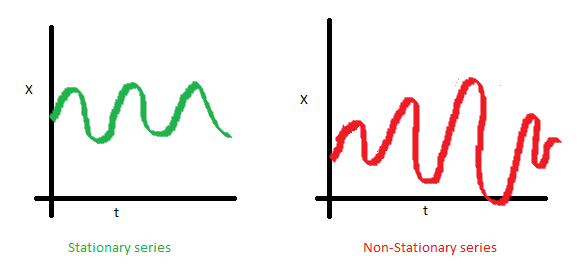 X
t
Stationary series
X
t
Non-Stationary series